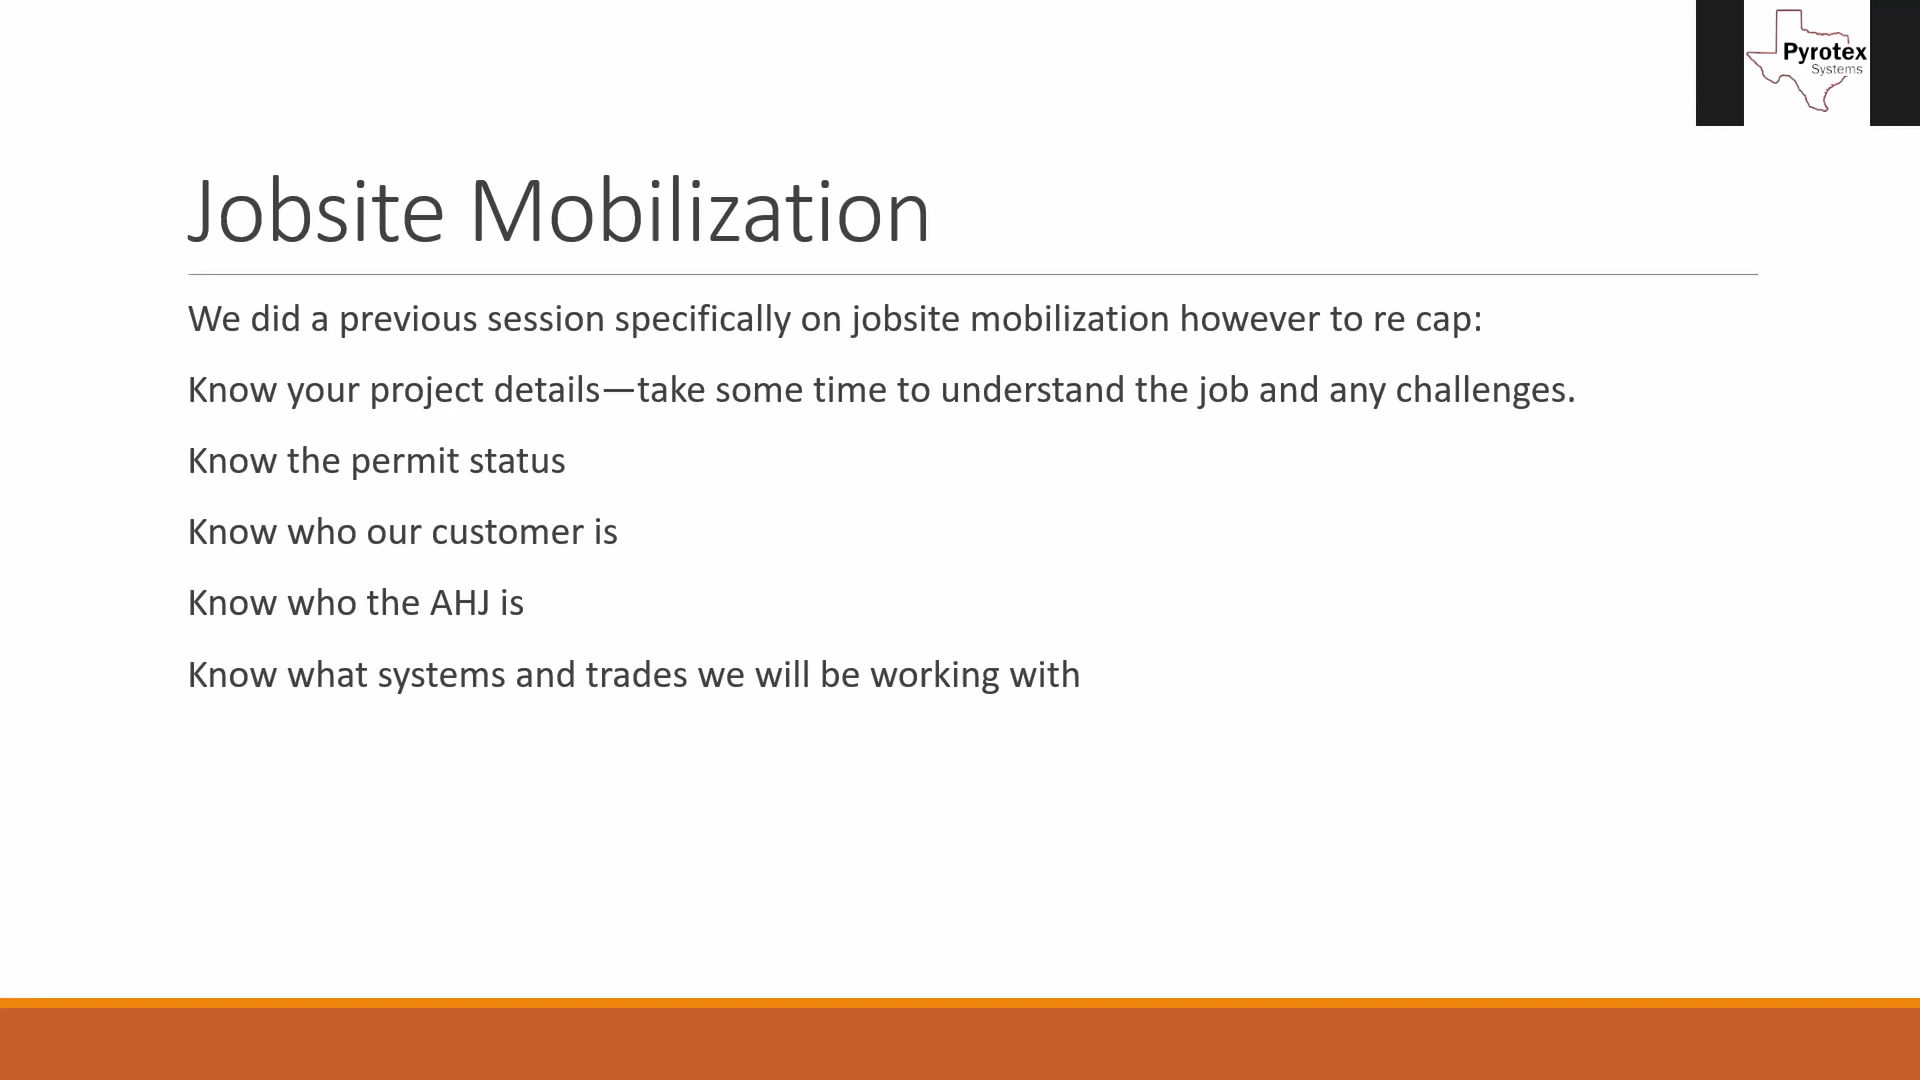 Pyrotex
Systems
Jobsite Mobilization
We did a previous session specifically on jobsite mobilization however to re cap:
Know your project details—take some time to understand the job and any challenges.
Know the permit status
Know who our customer is
Know who the AHJ is
Know what systems and trades we will be working with